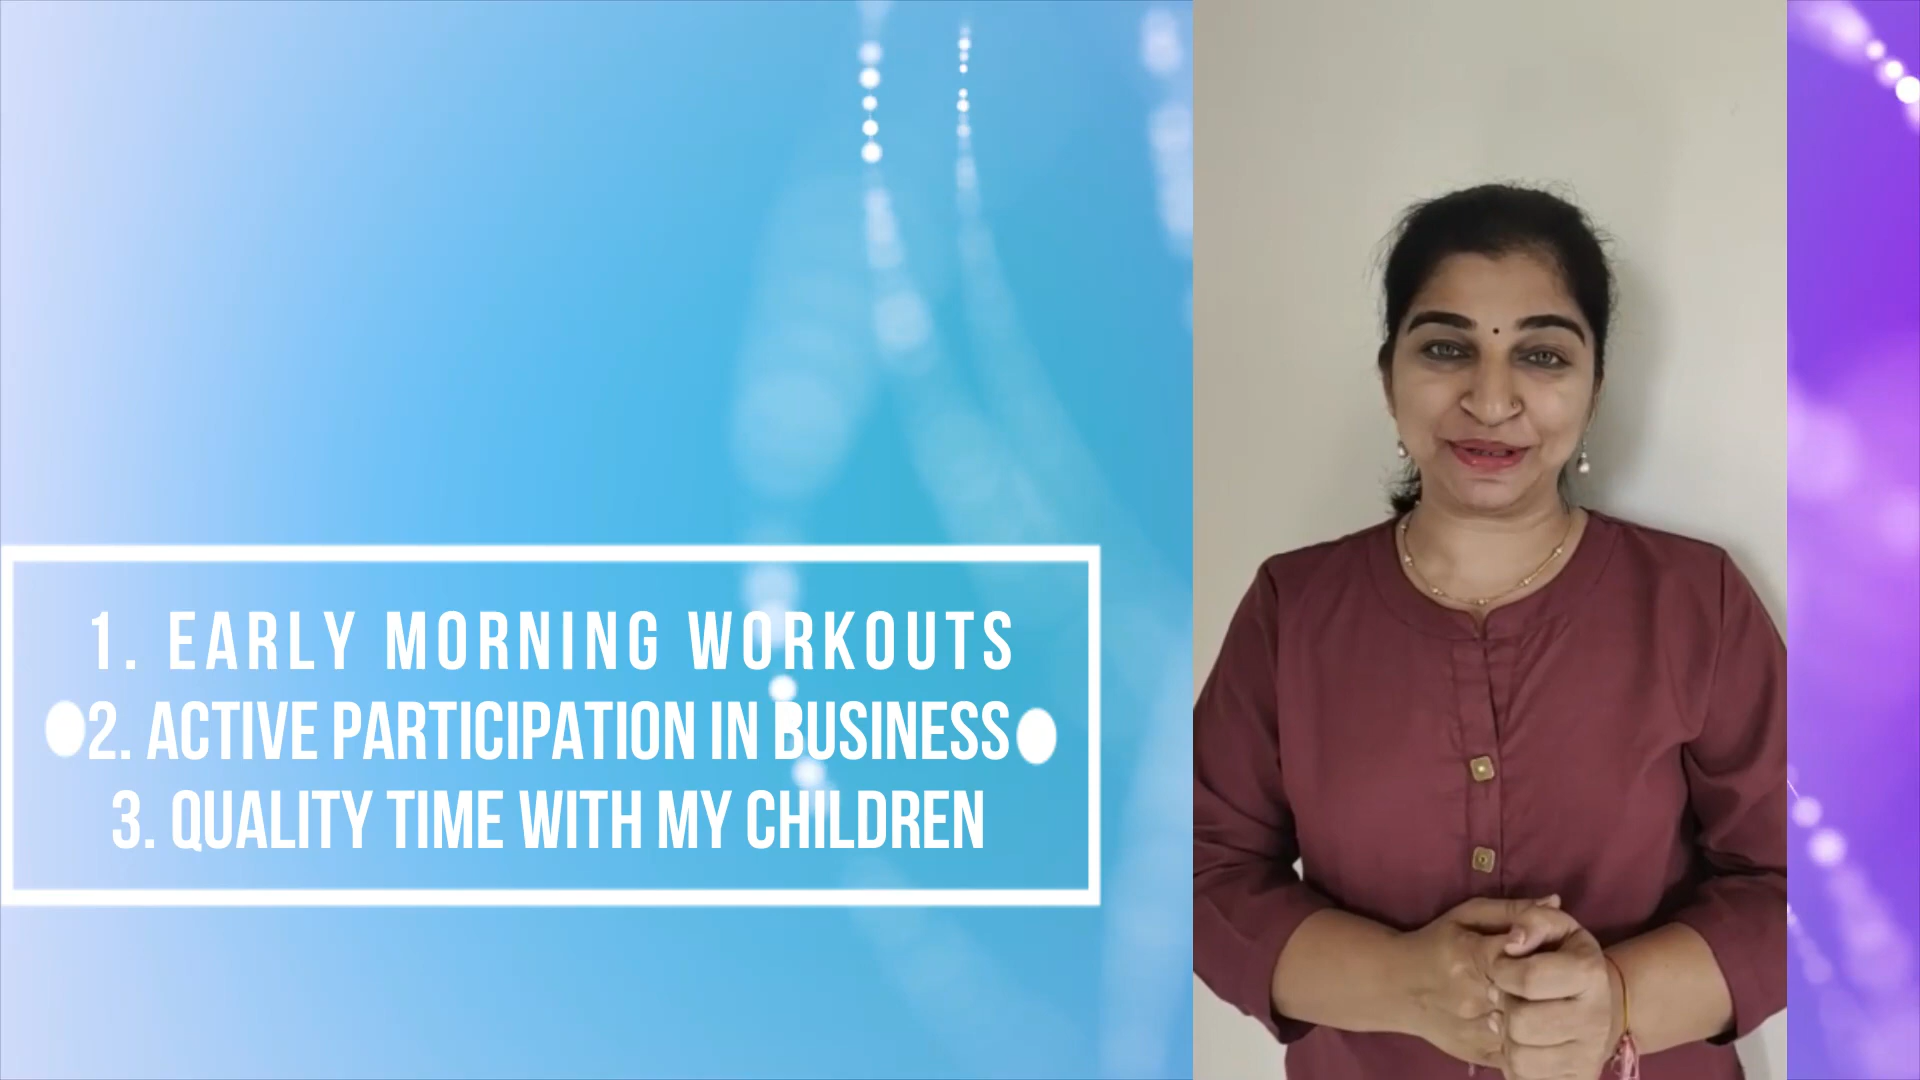 1. EARLY MORNING WORKOUTS
2. ACTIVE PARTICIPATION IN BUSINESS
3. QUALITY TIME WITH MY CHILDREN